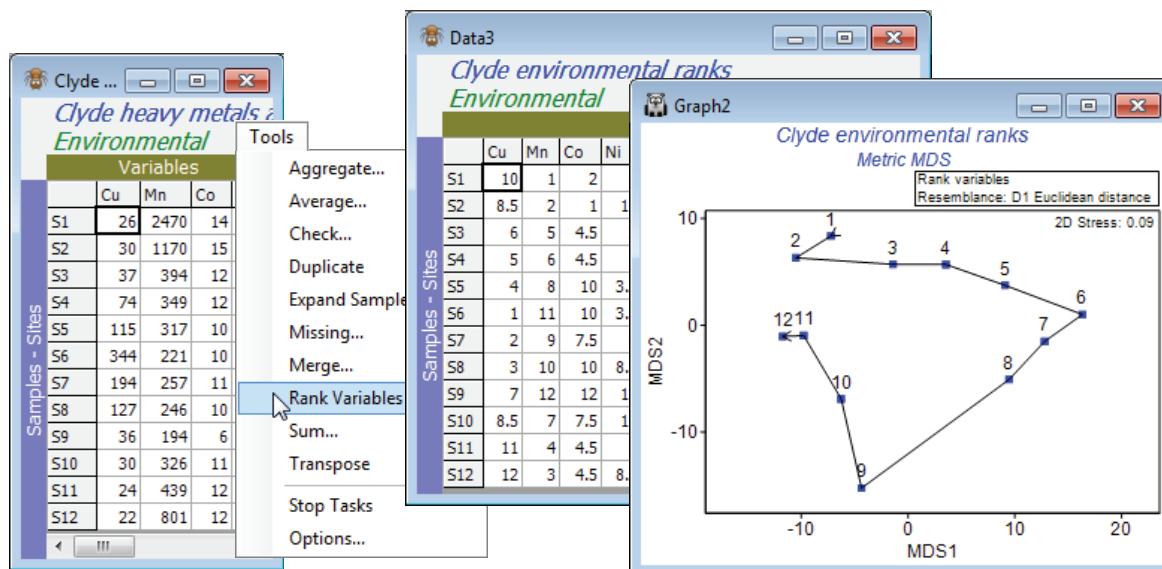 Clyde ...
Clyde heavy metals a
Environmental
Variables
Cu Mn Co
S1 26 2470 14
S2 30 1170 15
S3 37 394 12
S4 74 349 12
S5 115 317 10
S6 344 221 10
S7 194 257 11
S8 127 246 10
S9 36 194 6
S10 30 326 11
S11 24 439 12
S12 22 801 12
Samples - Sites
Tools
Aggregate...
Average...
Check...
Duplicate
Expand Sample
Missing...
Merge...
Rank Variables
Sum...
Transpose
Stop Tasks
Options...
Data3
Clyde environmental ranks
Environmental
Cu Mn Co Ni
S1 10 1 2
S2 8.5 2 1 1
S3 6 5 4.5
S4 5 6 4.5
S5 4 8 10 3.
S6 1 11 10 3.
S7 2 9 7.5
S8 3 10 10 8.
S9 7 12 12 1
S10 8.5 7 7.5 1
S11 11 4 4.5
S12 12 3 4.5 8.
Samples - Sites
Graph2
Clyde environmental ranks
Metric MDS
Rank variables
Resemblance: D1 Euclidean distance
2D Stress: 0.09
10
0
-10
MDS2
1
2
3
4
5
6
7
8
9
10
11
12
-10 0 10 20
MDS1